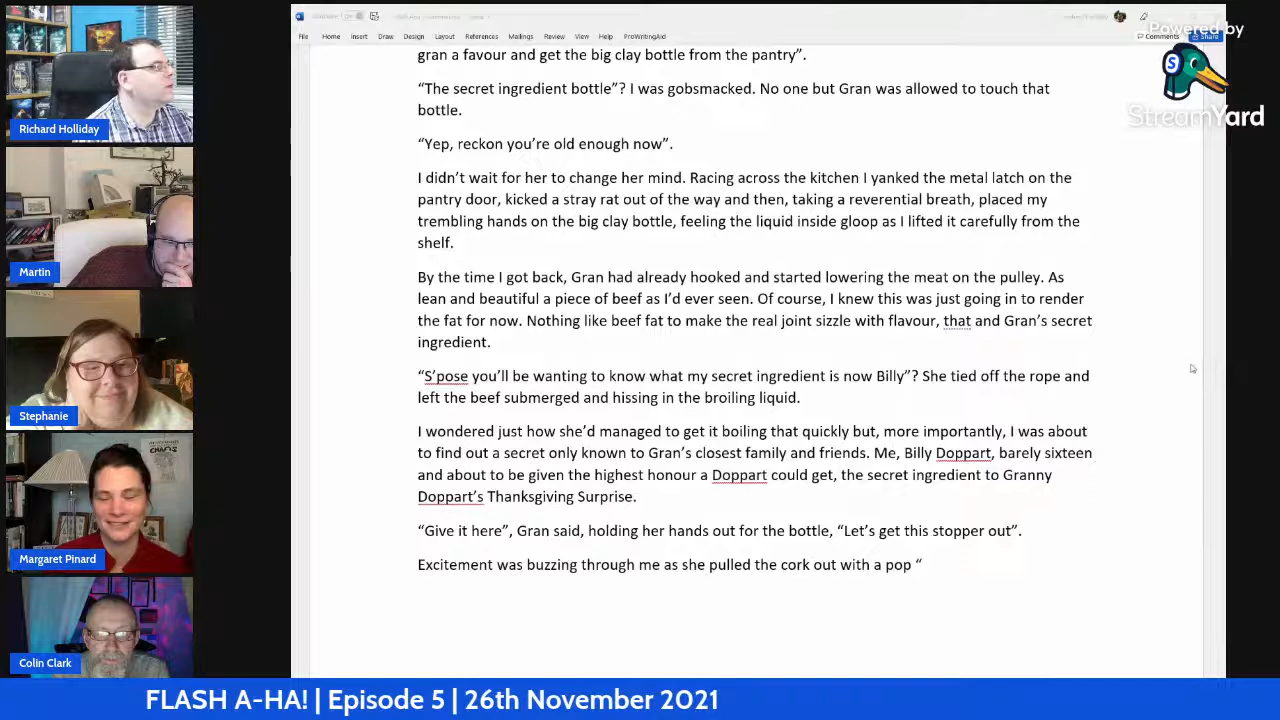 File Home Insert Draw Design Layout References Mailings Review View Help ProWritingAid Comments Share
Powered by
StreamYard
gran a favour and get the big clay bottle from the pantry”.
“The secret ingredient bottle”? I was gobsmacked. No one but Gran was allowed to touch that
bottle.
“Yep, reckon you’re old enough now”.
I didn’t wait for her to change her mind. Racing across the kitchen I yanked the metal latch on the
pantry door, kicked a stray rat out of the way and then, taking a reverential breath, placed my
trembling hands on the big clay bottle, feeling the liquid inside gloop as I lifted it carefully from the
shelf.
By the time I got back, Gran had already hooked and started lowering the meat on the pulley. As
lean and beautiful a piece of beef as I’d ever seen. Of course, I knew this was just going in to render
the fat for now. Nothing like beef fat to make the real joint sizzle with flavour, that and Gran’s secret
ingredient.
“S’pose you’ll be wanting to know what my secret ingredient is now Billy”? She tied off the rope and
left the beef submerged and hissing in the broiling liquid.
I wondered just how she’d managed to get it boiling that quickly but, more importantly, I was about
to find out a secret only known to Gran’s closest family and friends. Me, Billy Doppart, barely sixteen
and about to be given the highest honour a Doppart could get, the secret ingredient to Granny
Doppart’s Thanksgiving Surprise.
“Give it here”, Gran said, holding her hands out for the bottle, “Let’s get this stopper out”.
Excitement was buzzing through me as she pulled the cork out with a pop “
Richard Holliday
Martin
Stephanie
Margaret Pinard
Colin Clark
FLASH A-HA! | Episode 5 | 26th November 2021